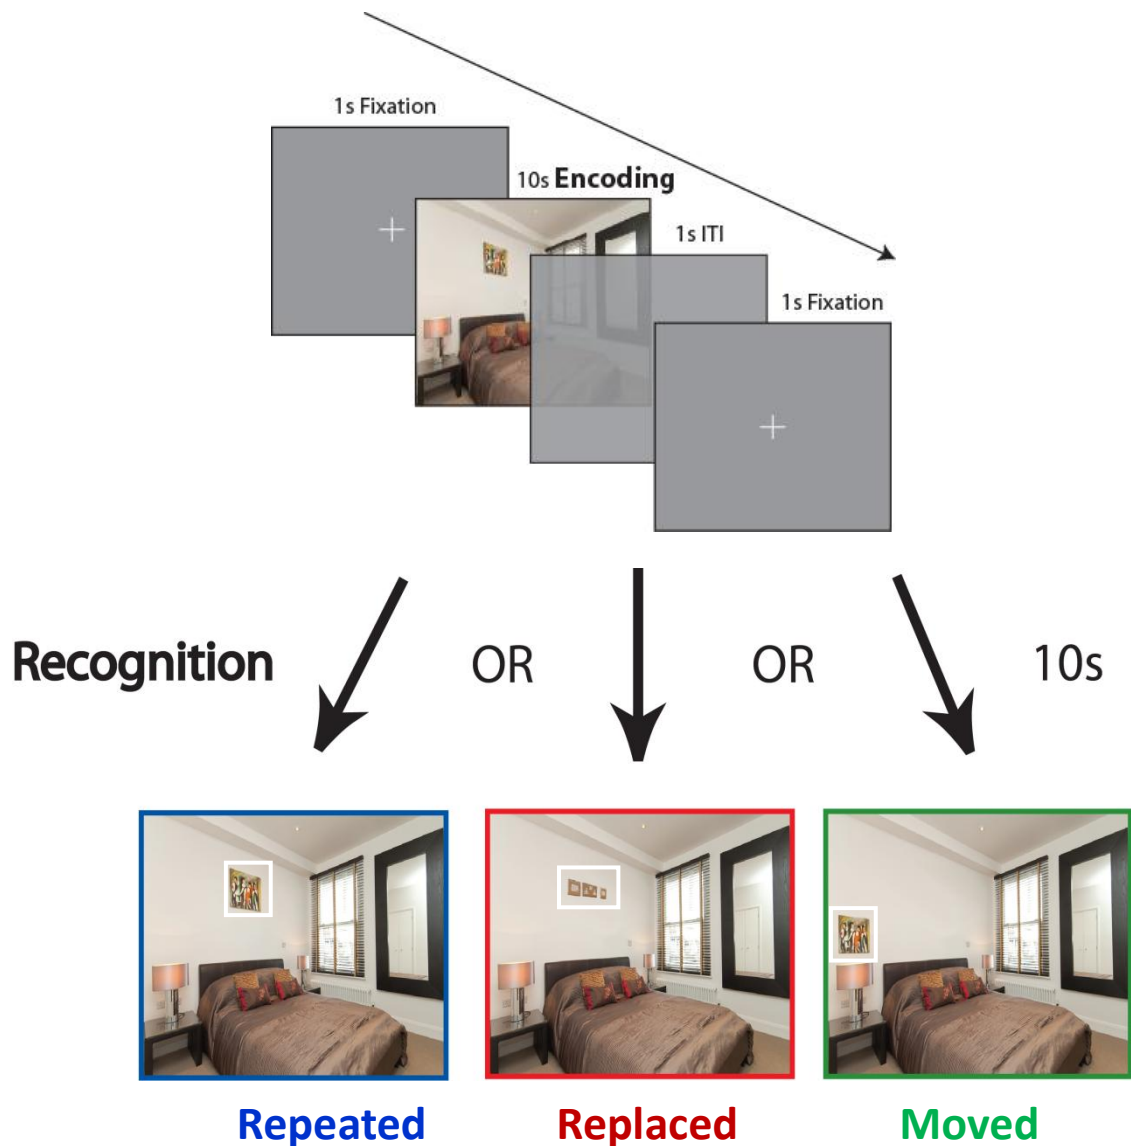 1s Fixation
10s Encoding
1s ITI
1s Fixation
Recognition OR OR 10s
Repeated Replaced Moved